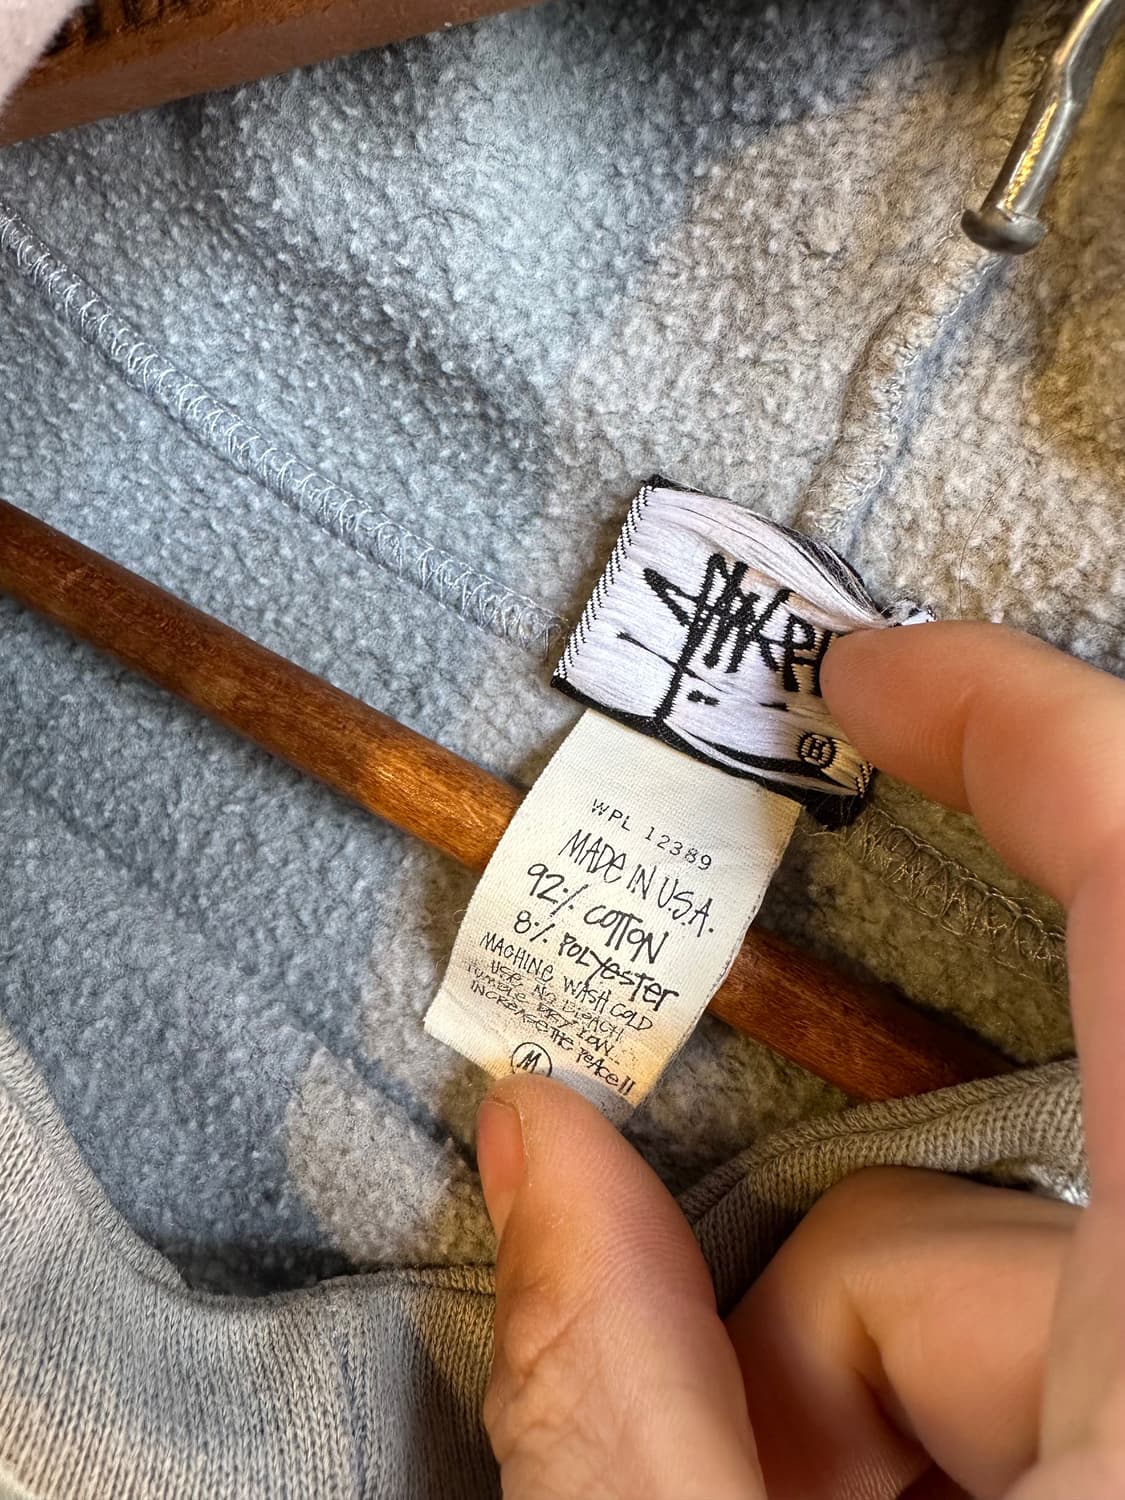 ®
WPL 12389
MADE IN U.S.A.
92% COTTON
8% POLYESTER
MACHINE WASH COLD
USE NO BLEACH
TUMBLE DRY LOW...
INCREASE THE PEACE!!
M